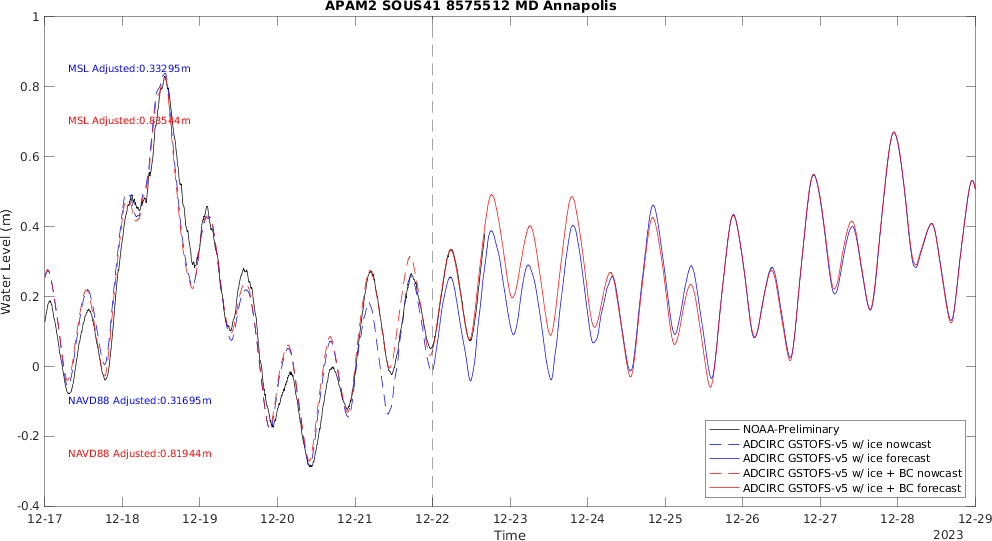 APAM2 SOUS41 8575512 MD Annapolis
1
0.8
0.6
0.4
0.2
0
-0.2
-0.4
Water Level (m)
MSL Adjusted:0.33295m
MSL Adjusted:0.83544m
NAVD88 Adjusted:0.31695m
NAVD88 Adjusted:0.81944m
NOAA-Preliminary
ADCIRC GSTOFS-v5 w/ ice nowcast
ADCIRC GSTOFS-v5 w/ ice forecast
ADCIRC GSTOFS-v5 w/ ice + BC nowcast
ADCIRC GSTOFS-v5 w/ ice + BC forecast
12-17 12-18 12-19 12-20 12-21 12-22 12-23 12-24 12-25 12-26 12-27 12-28 12-29
Time
2023